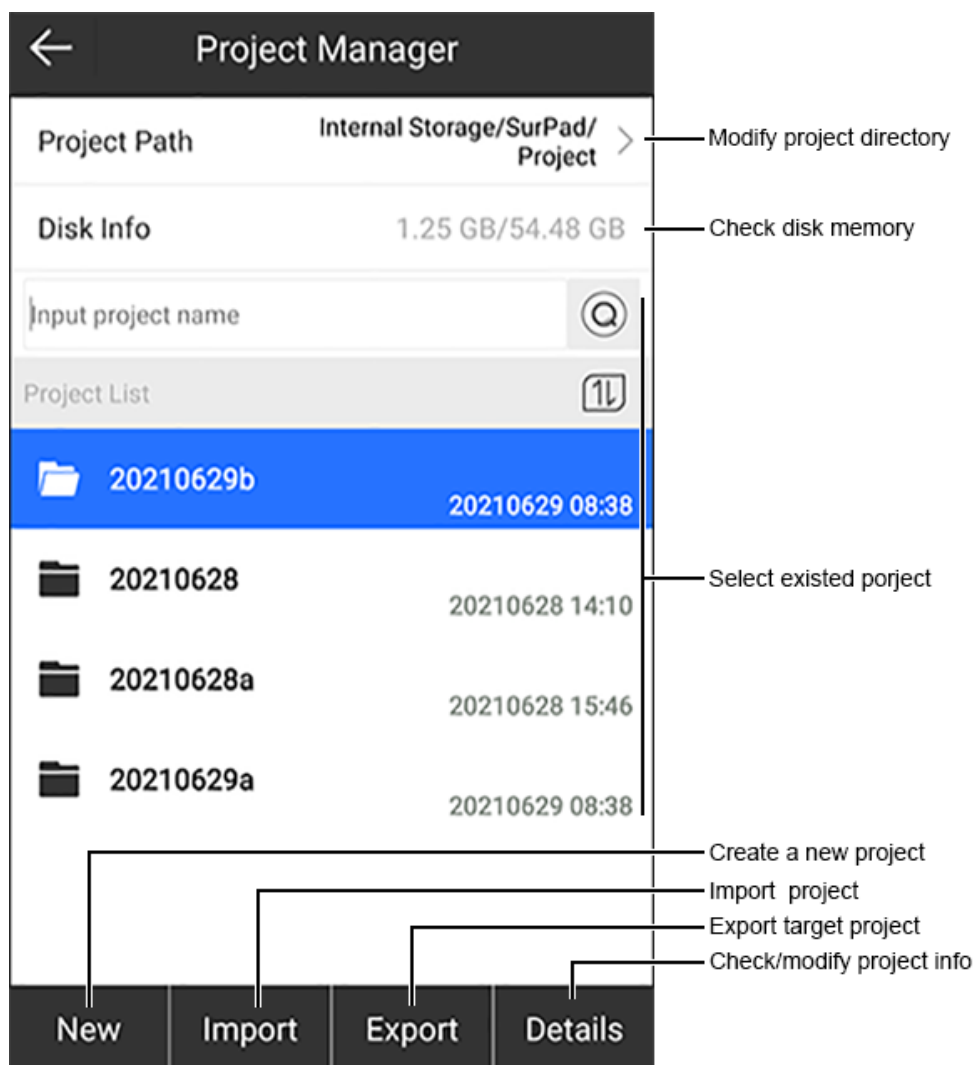 Project Manager
Project Path
Internal Storage/SurPad/
Project
Modify project directory
Disk Info
1.25 GB/54.48 GB
Check disk memory
Input project name
Project List
20210629b
20210629 08:38
20210628
20210628 14:10
Select existed porject
20210628a
20210628 15:46
20210629a
20210629 08:38
Create a new project
Import project
Export target project
Check/modify project info
New
Import
Export
Details